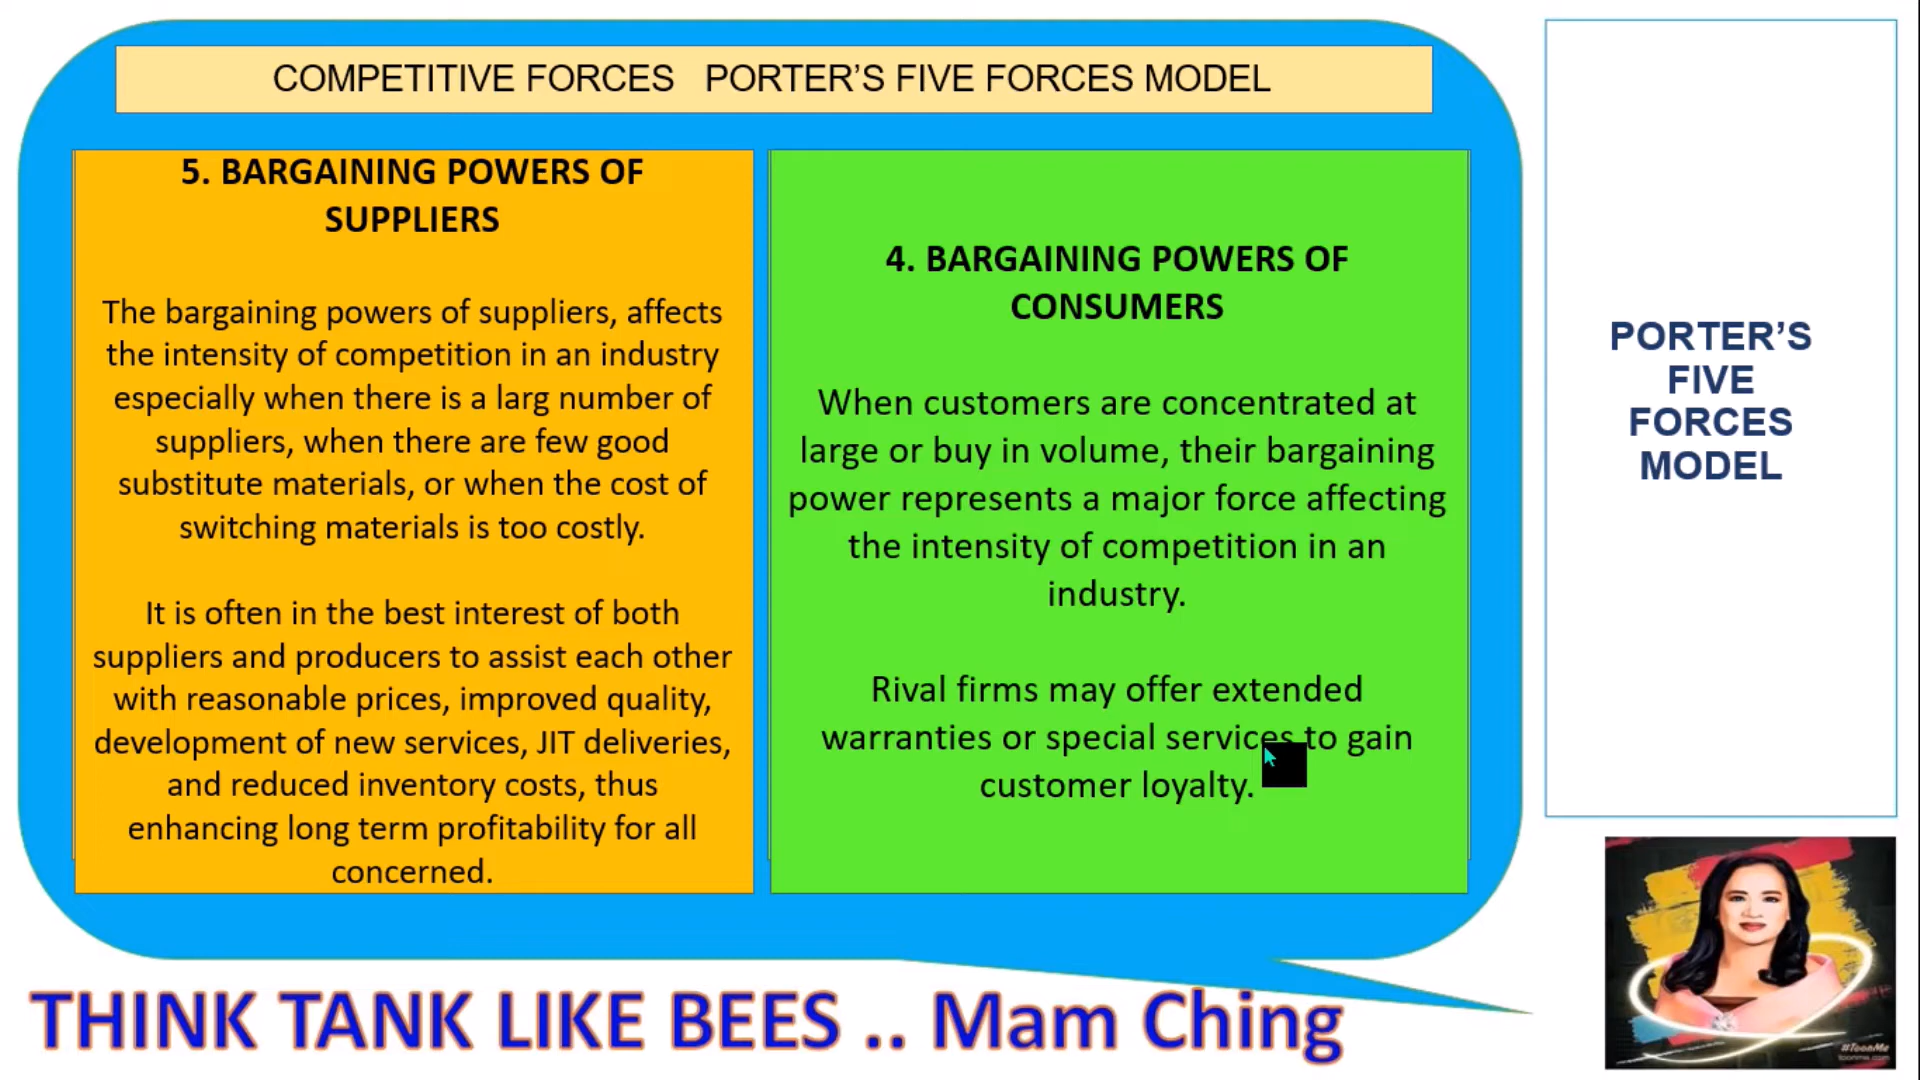 COMPETITIVE FORCES PORTER’S FIVE FORCES MODEL
5. BARGAINING POWERS OF
SUPPLIERS
The bargaining powers of suppliers, affects
the intensity of competition in an industry
especially when there is a larg number of
suppliers, when there are few good
substitute materials, or when the cost of
switching materials is too costly.
It is often in the best interest of both
suppliers and producers to assist each other
with reasonable prices, improved quality,
development of new services, JIT deliveries,
and reduced inventory costs, thus
enhancing long term profitability for all
concerned.
4. BARGAINING POWERS OF
CONSUMERS
When customers are concentrated at
large or buy in volume, their bargaining
power represents a major force affecting
the intensity of competition in an
industry.
Rival firms may offer extended
warranties or special services to gain
customer loyalty.
PORTER’S
FIVE
FORCES
MODEL
THINK TANK LIKE BEES .. Mam Ching
#ToonMe
toonme.com